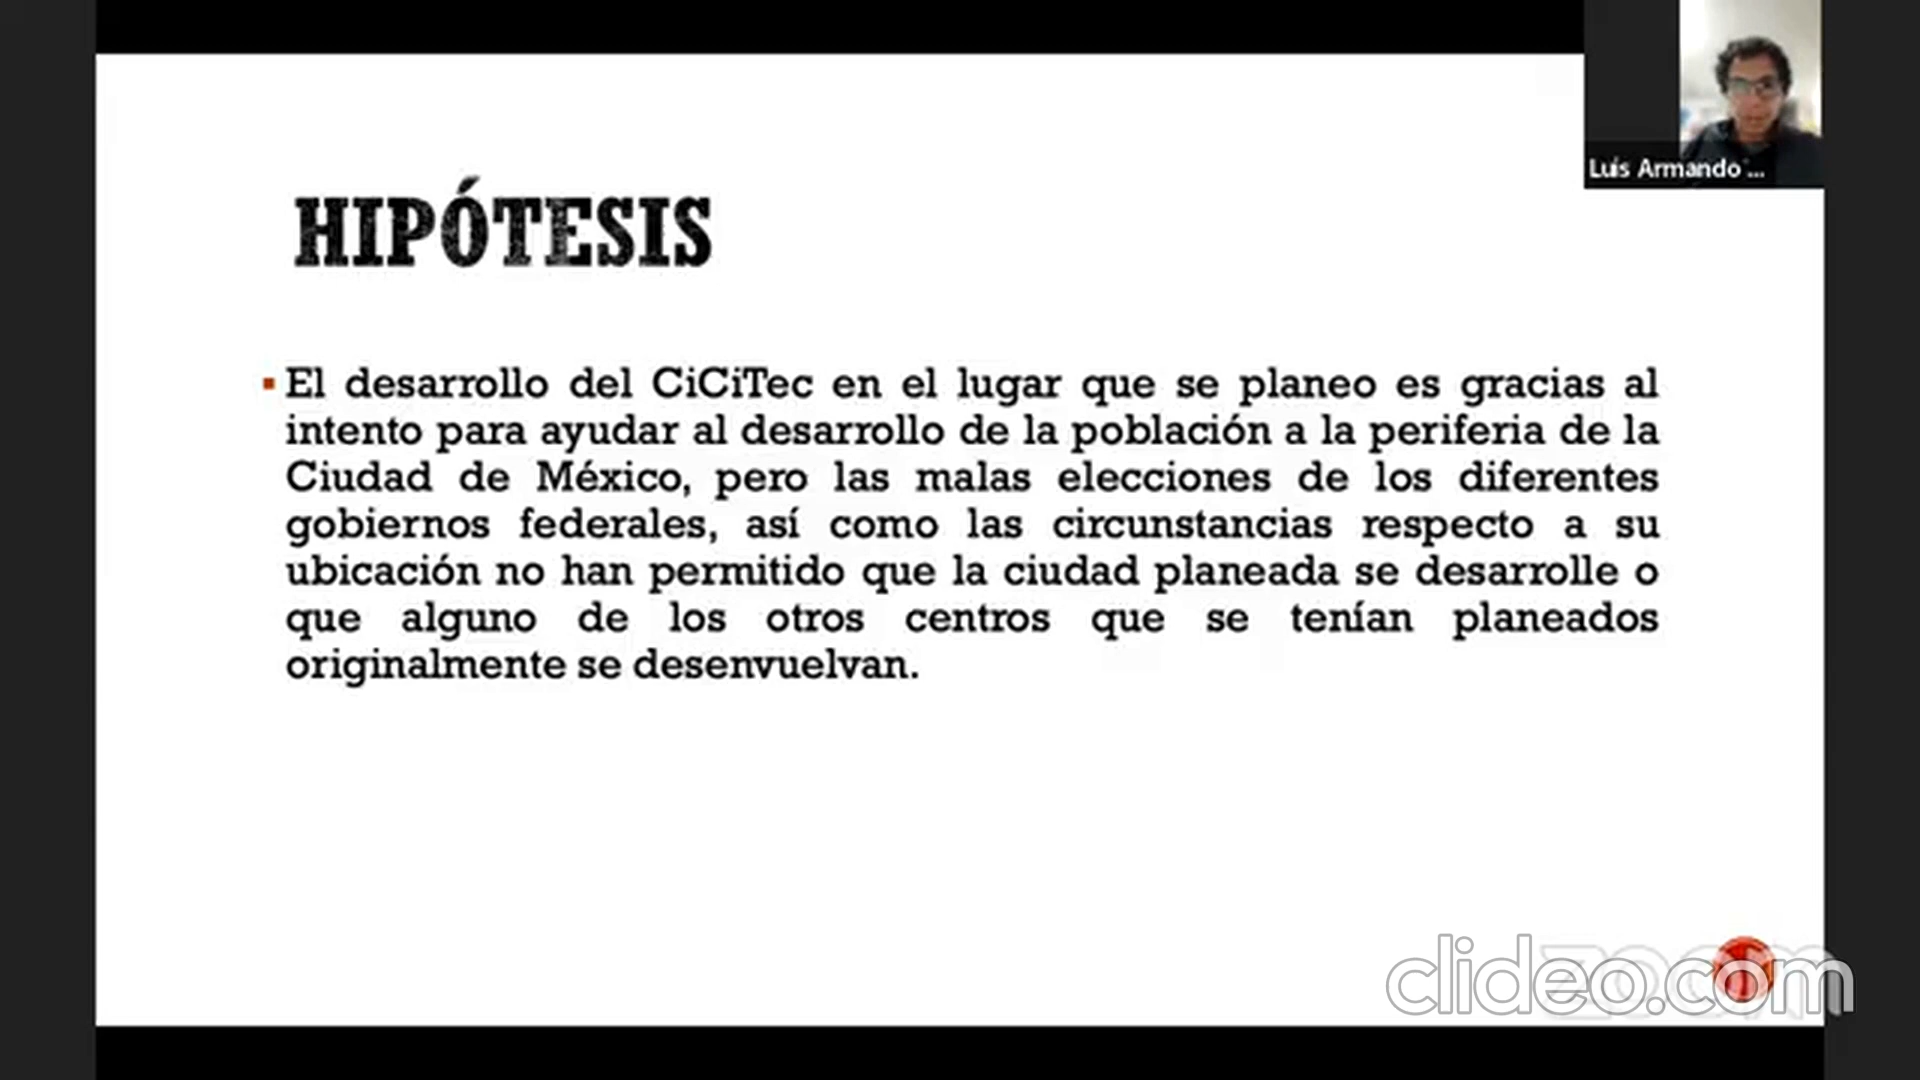 Luis Armando ...
HIPÓTESIS
▪ El desarrollo del CiCiTec en el lugar que se planeo es gracias al
intento para ayudar al desarrollo de la población a la periferia de la
Ciudad de México, pero las malas elecciones de los diferentes
gobiernos federales, así como las circunstancias respecto a su
ubicación no han permitido que la ciudad planeada se desarrolle o
que alguno de los otros centros que se tenían planeados
originalmente se desenvuelvan.
clideo.com
zoom